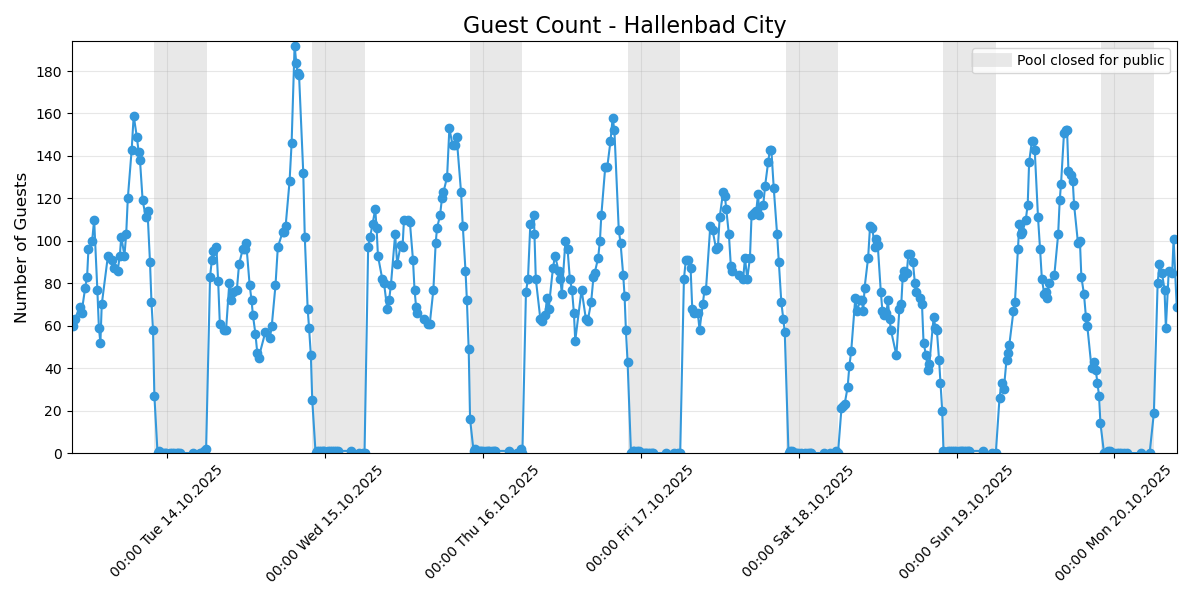 Guest Count - Hallenbad City
Pool closed for public
Number of Guests
180
160
140
120
100
80
60
40
20
0
00:00 Tue 14.10.2025
00:00 Wed 15.10.2025
00:00 Thu 16.10.2025
00:00 Fri 17.10.2025
00:00 Sat 18.10.2025
00:00 Sun 19.10.2025
00:00 Mon 20.10.2025